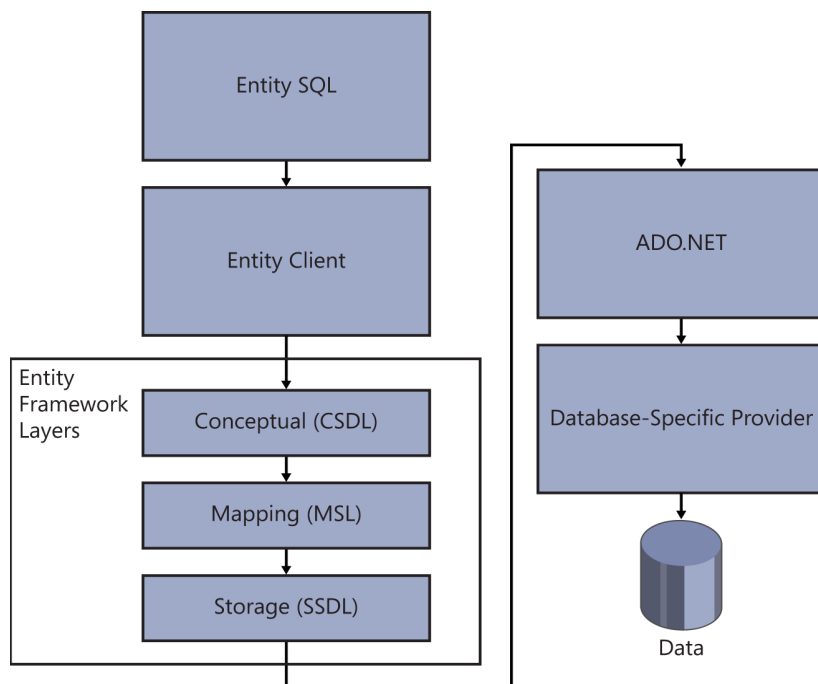 Entity SQL
Entity Client
Entity
Framework
Layers
Conceptual (CSDL)
Mapping (MSL)
Storage (SSDL)
ADO.NET
Database-Specific Provider
Data